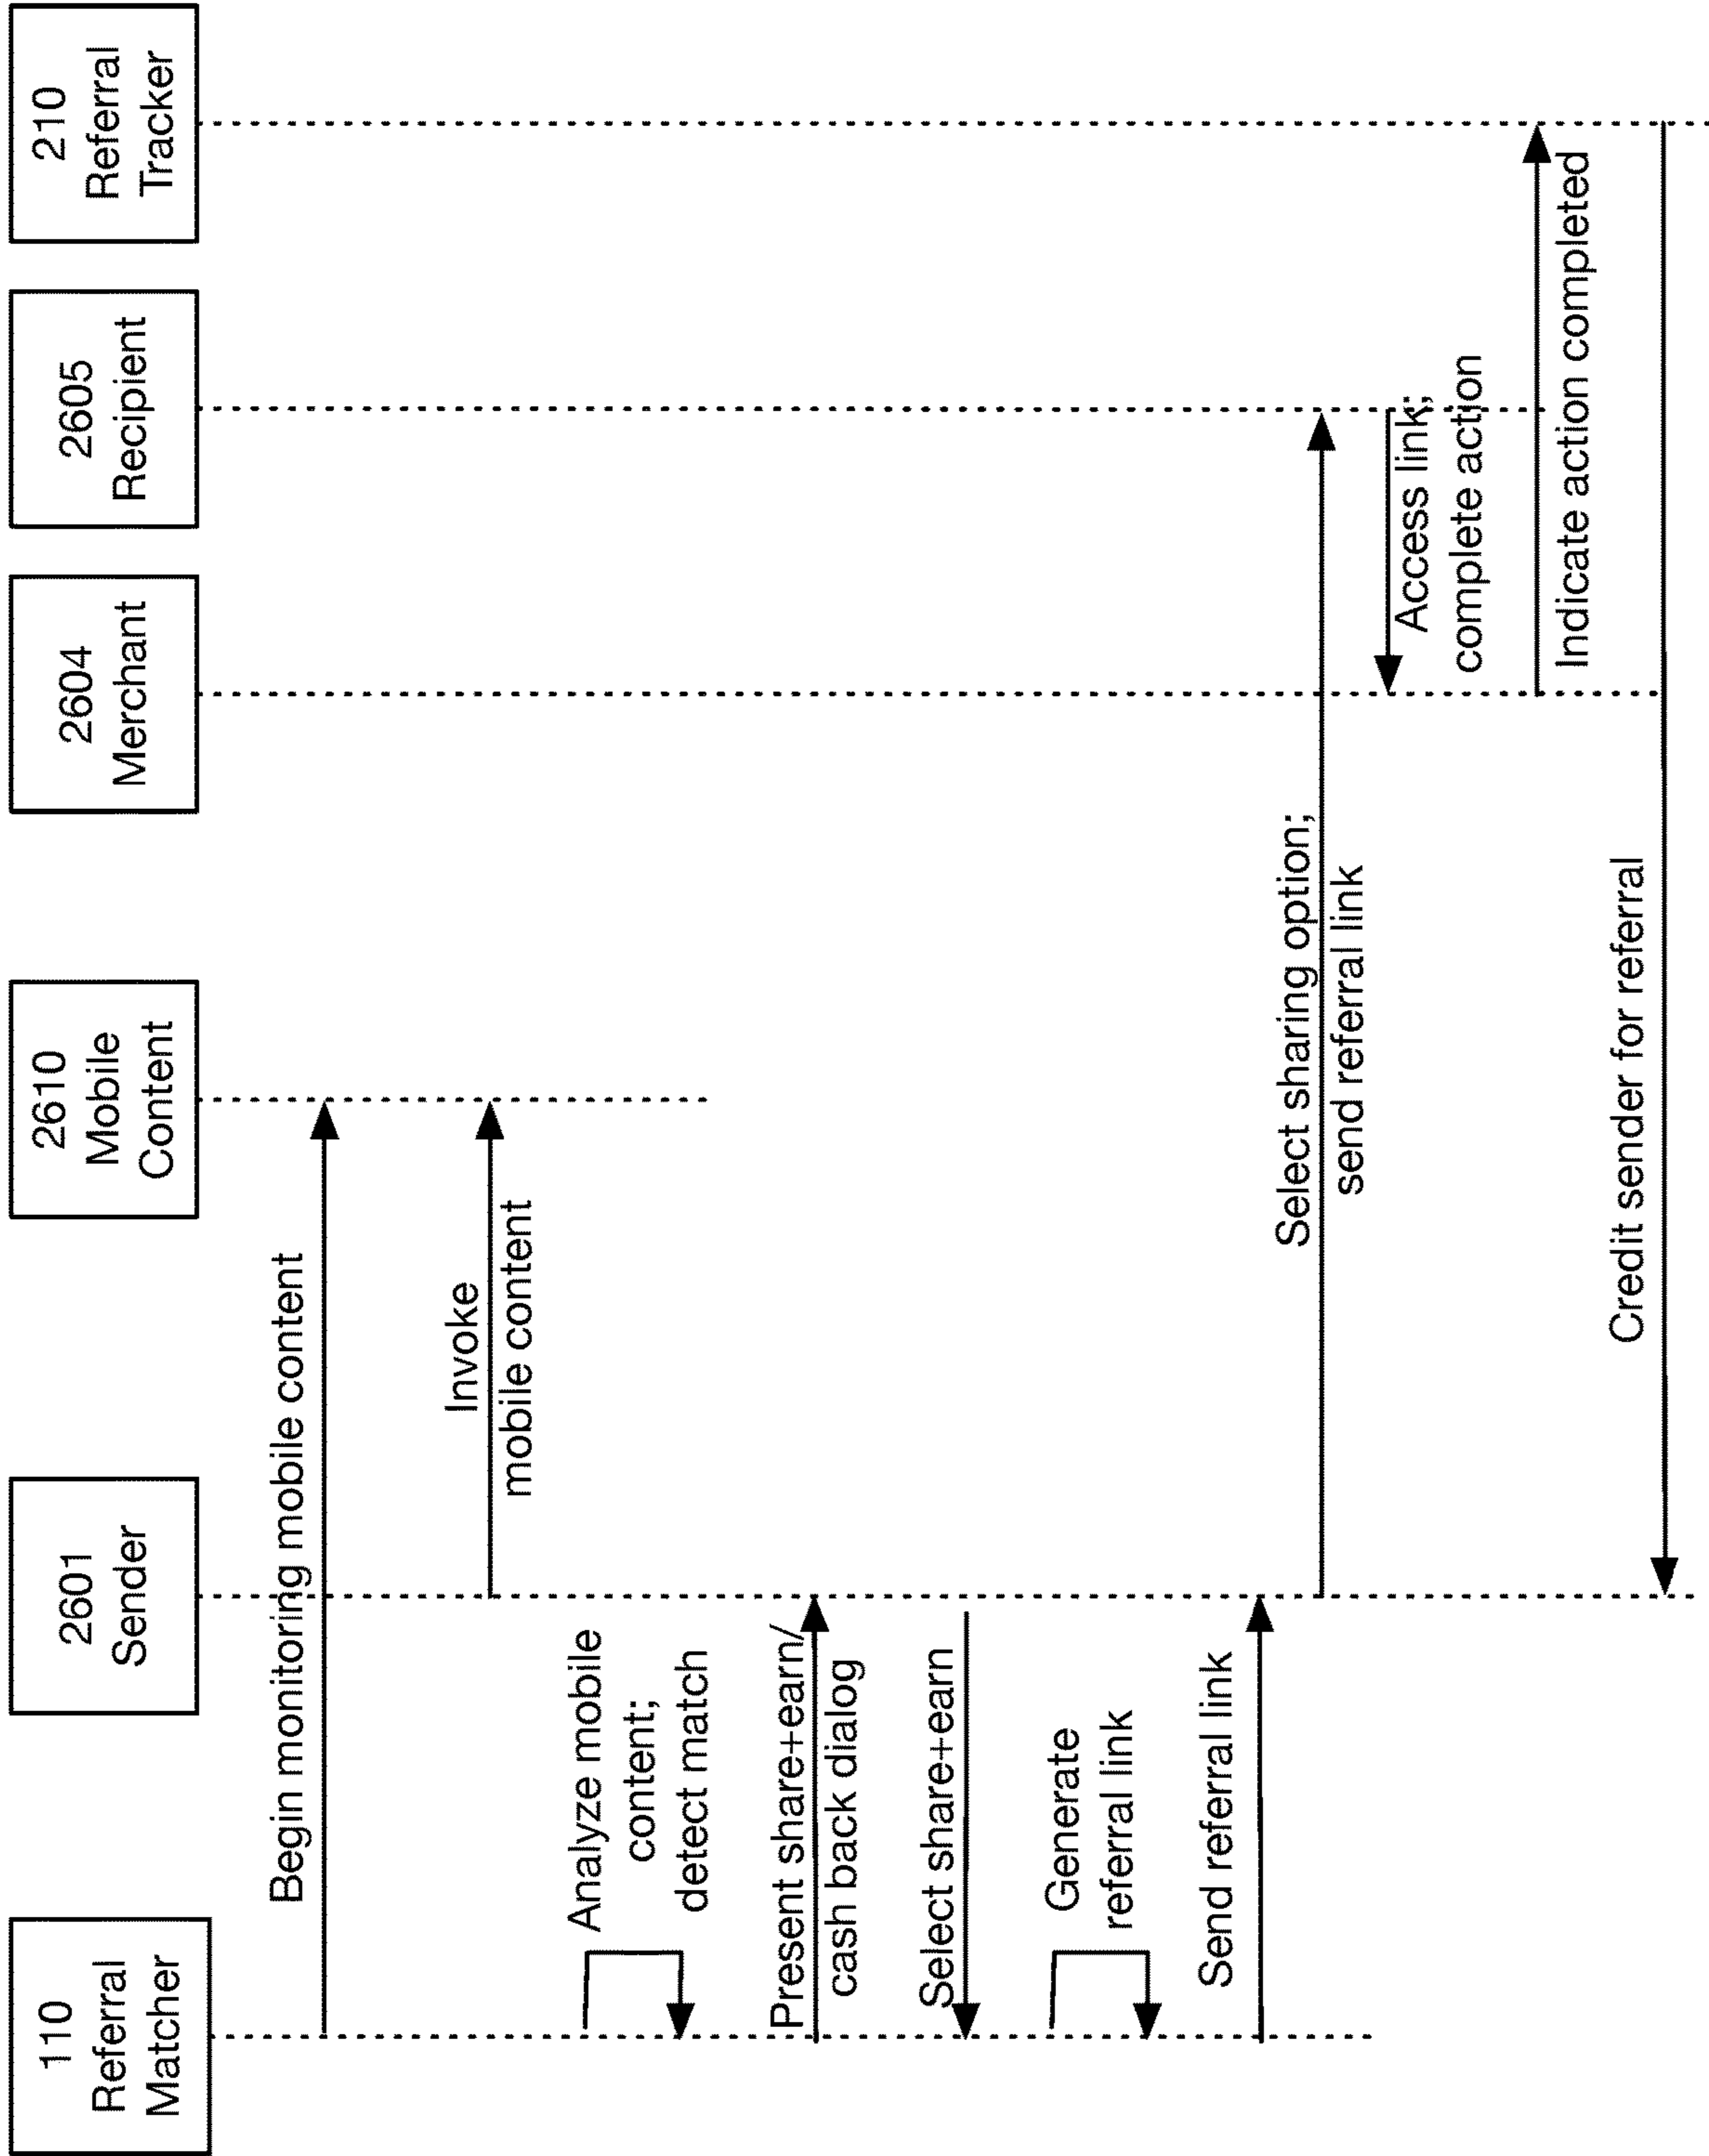 110
Referral
Matcher
2601
Sender
2610
Mobile
Content
2604
Merchant
2605
Recipient
210
Referral
Tracker
Begin monitoring mobile content
Invoke
mobile content
Analyze mobile
content;
detect match
Present share+earn/
cash back dialog
Select share+earn
Generate
referral link
Send referral link
Select sharing option;
send referral link
Access link;
complete action
Indicate action completed
Credit sender for referral